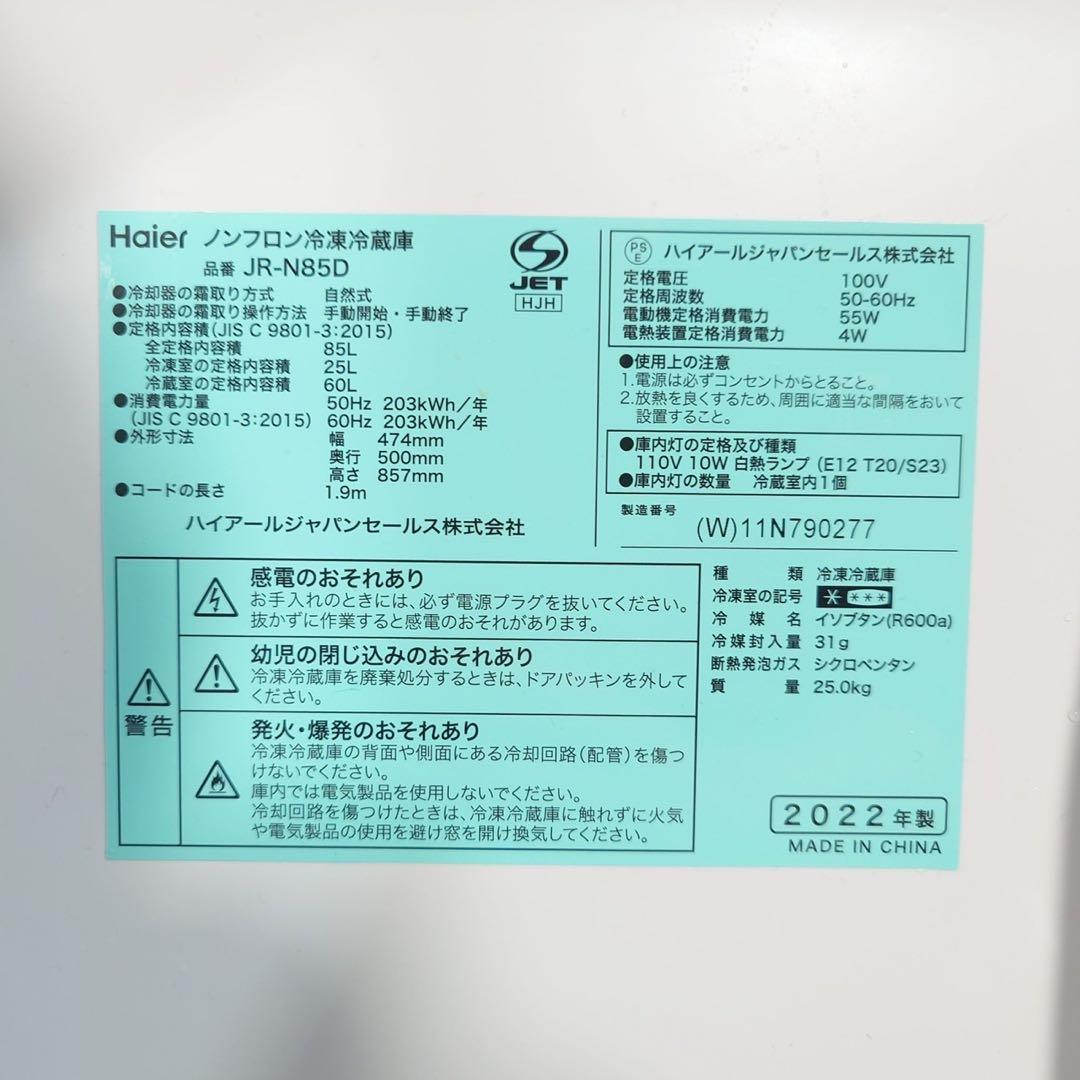 Haier ノンフロン冷凍冷蔵庫
品番 JR-N85D
●冷却器の霜取り方式 自然式
●冷却器の霜取り操作方法 手動開始・手動終了
●定格内容積(JIS C 9801-3:2015)
全定格内容積 85L
冷凍室の定格内容積 25L
冷蔵室の定格内容積 60L
●消費電力量 50Hz 203kWh/年
(JIS C 9801-3:2015) 60Hz 203kWh/年
●外形寸法 幅 474mm
奥行 500mm
高さ 857mm
●コードの長さ 1.9m
ハイアールジャパンセールス株式会社
S
JET
HJH
PS
E
ハイアールジャパンセールス株式会社
定格電圧 100V
定格周波数 50-60Hz
電動機定格消費電力 55W
電熱装置定格消費電力 4W
●使用上の注意
1.電源は必ずコンセントからとること。
2.放熱を良くするため、周囲に適当な間隔をおいて
設置すること。
●庫内灯の定格及び種類
110V 10W 白熱ランプ (E12 T20/S23)
●庫内灯の数量 冷蔵室内1個
製造番号
(W)11N790277
警告
感電のおそれあり
お手入れのときには、必ず電源プラグを抜いてください。
抜かずに作業すると感電のおそれがあります。
幼児の閉じ込めのおそれあり
冷凍冷蔵庫を廃棄処分するときは、ドアパッキンを外して
ください。
発火・爆発のおそれあり
冷凍冷蔵庫の背面や側面にある冷却回路(配管)を傷つ
けないでください。
庫内では電気製品を使用しないでください。
冷却回路を傷つけたときは、冷凍冷蔵庫に触れずに火気
や電気製品の使用を避け窓を開け換気してください。
種類 冷凍冷蔵庫
冷凍室の記号
冷媒名 イソブタン(R600a)
冷媒封入量 31g
断熱発泡ガス シクロペンタン
質量 25.0kg
2022年製
MADE IN CHINA